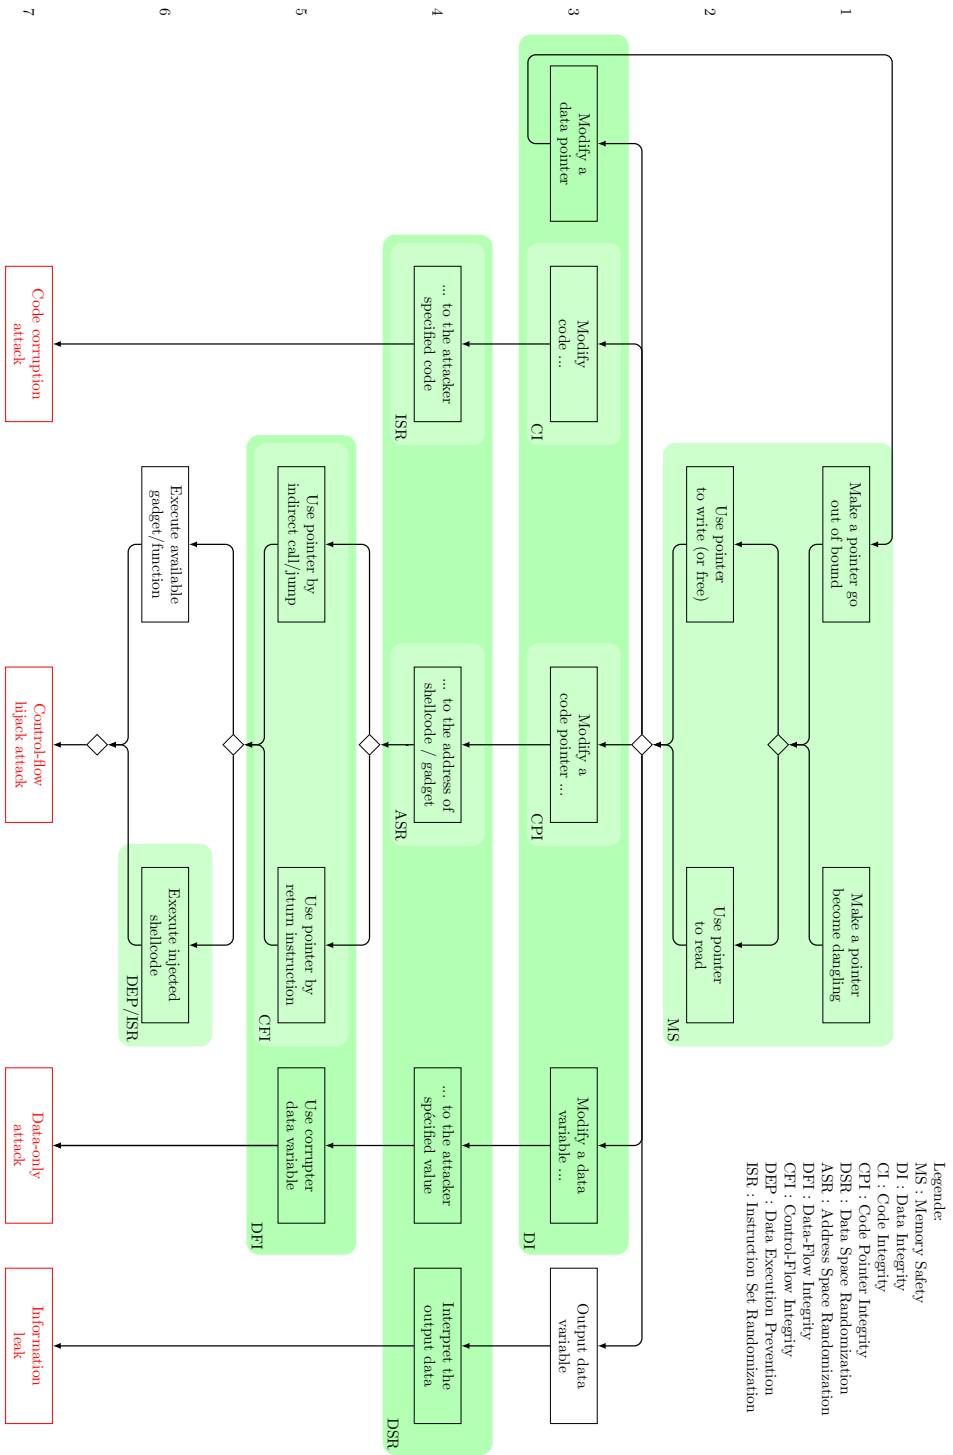 1
2
3
4
5
6
7
Legende:
MS : Memory Safety
DI : Data Integrity
CI : Code Integrity
CPI : Code Pointer Integrity
DSR : Data Space Randomization
ASR : Address Space Randomization
DFI : Data-Flow Integrity
CFI : Control-Flow Integrity
DEP : Data Execution Prevention
ISR : Instruction Set Randomization
Make a pointer go
out of bound
Make a pointer
become dangling
Use pointer
to write (or free)
Use pointer
to read
MS
Modify a
data pointer
Modify
code ...
CI
Modify a
code pointer ...
CPI
Modify a data
variable ...
DI
Output data
variable
... to the attacker
specified code
ISR
... to the address of
shellcode / gadget
ASR
... to the attacker
spécified value
Interpret the
output data
DSR
Use pointer by
indirect call/jump
Use pointer by
return instruction
CFI
Use corrupter
data variable
DFI
Execute available
gadget/function
Exexute injected
shellcode
DEP/ISR
Code corruption
attack
Control-flow
hijack attack
Data-only
attack
Information
leak